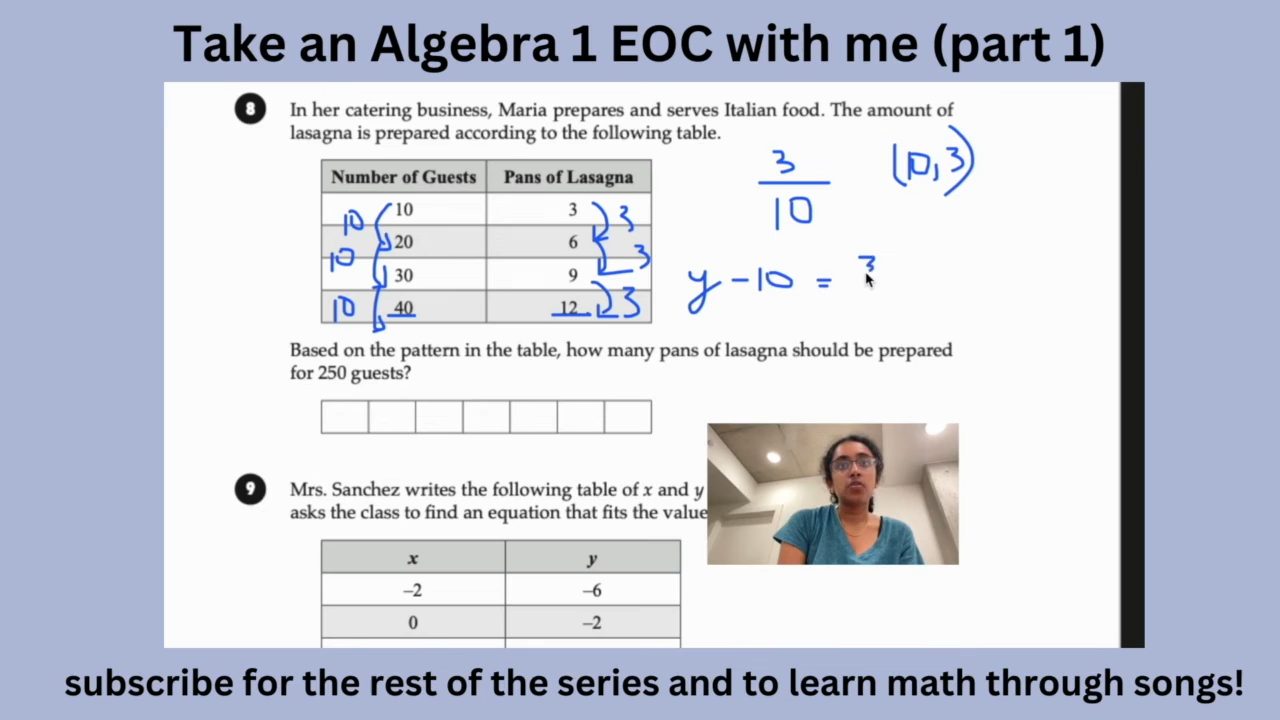 Take an Algebra 1 EOC with me (part 1)
8 In her catering business, Maria prepares and serves Italian food. The amount of
lasagna is prepared according to the following table.
3
10
(10, 3)
Number of Guests Pans of Lasagna
10 3
20 6
30 9
40 12
10 3
10 3
10 3
y - 10 = 3
Based on the pattern in the table, how many pans of lasagna should be prepared
for 250 guests?
9 Mrs. Sanchez writes the following table of x and y
asks the class to find an equation that fits the value
x y
–2 –6
0 –2
subscribe for the rest of the series and to learn math through songs!